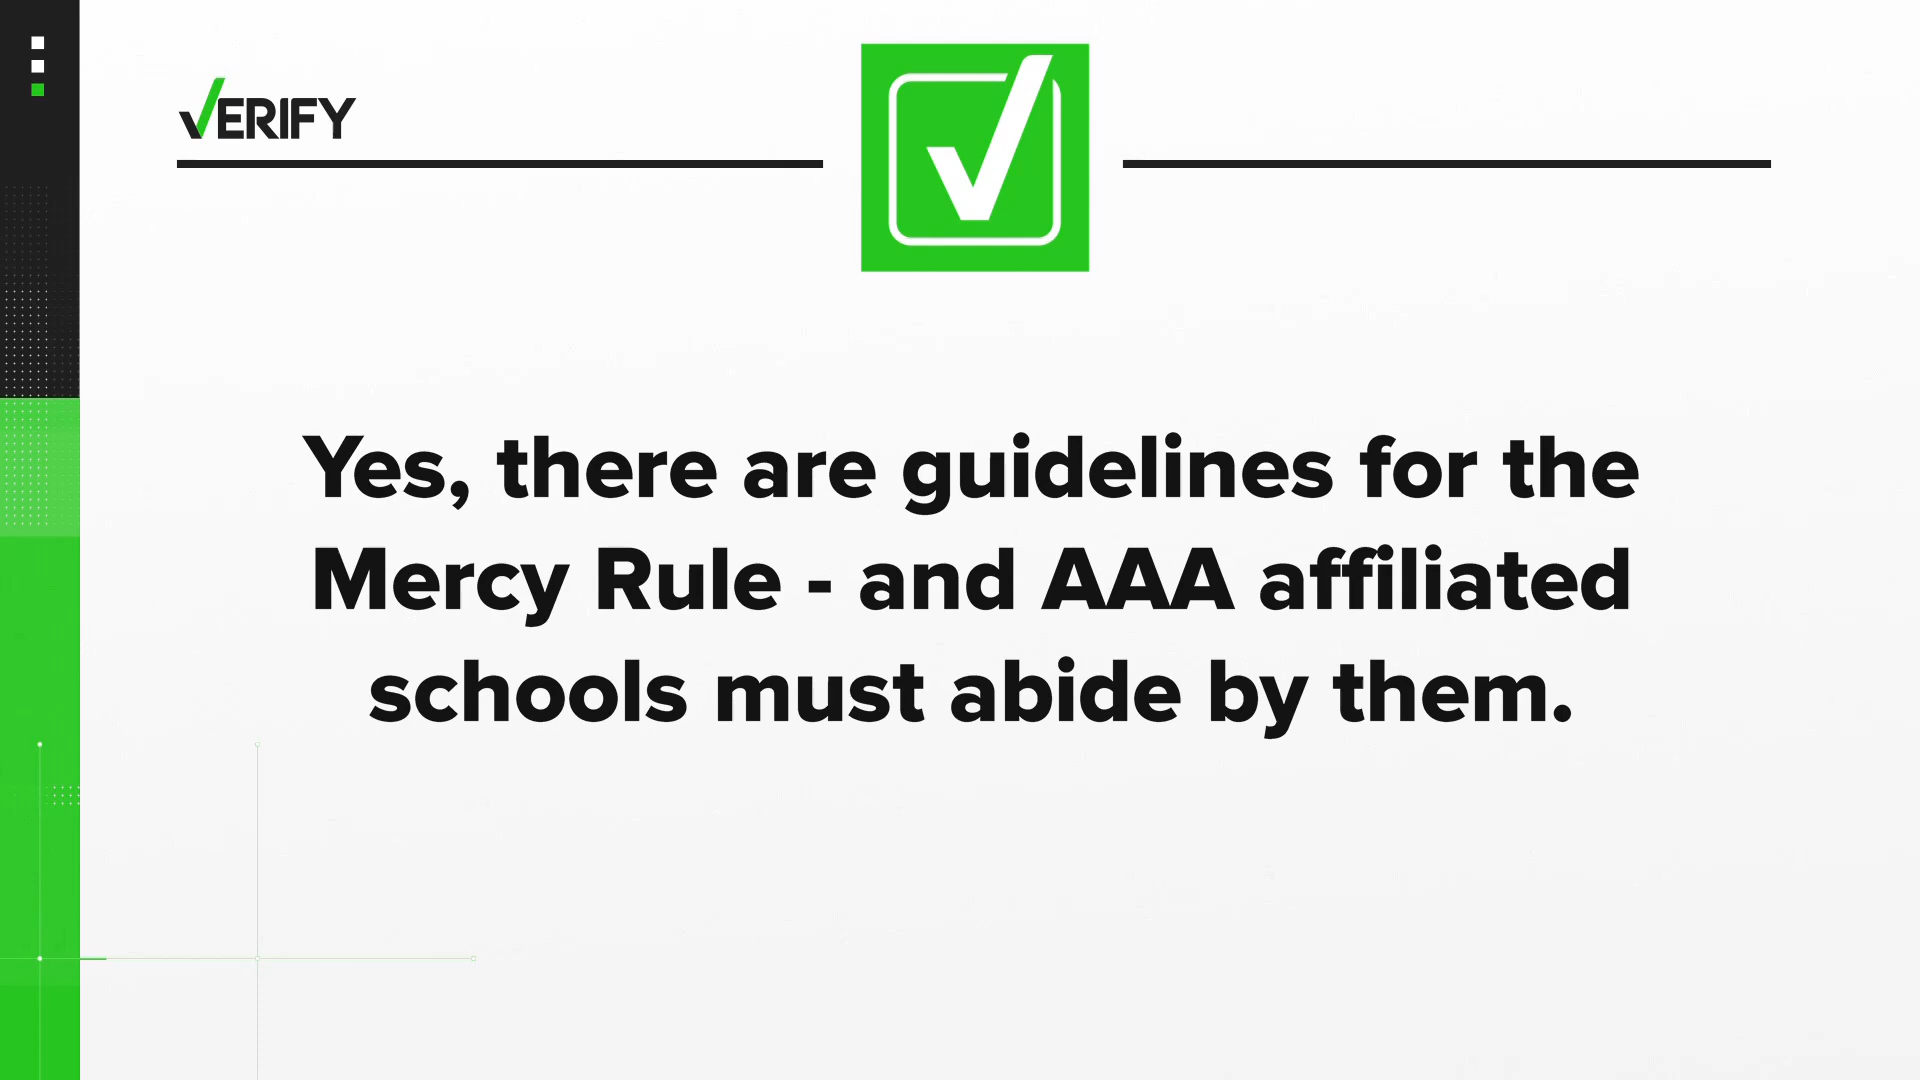 VERIFY
Yes, there are guidelines for the
Mercy Rule - and AAA affiliated
schools must abide by them.